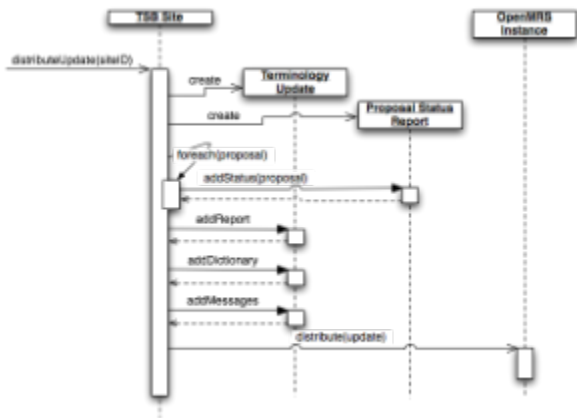 TSB Site
OpenMRS
Instance
distributeUpdate(siteID)
create
Terminology
Update
create
Proposal Status
Report
foreach(proposal)
addStatus(proposal)
addReport
addDictionary
addMessages
distribute(update)